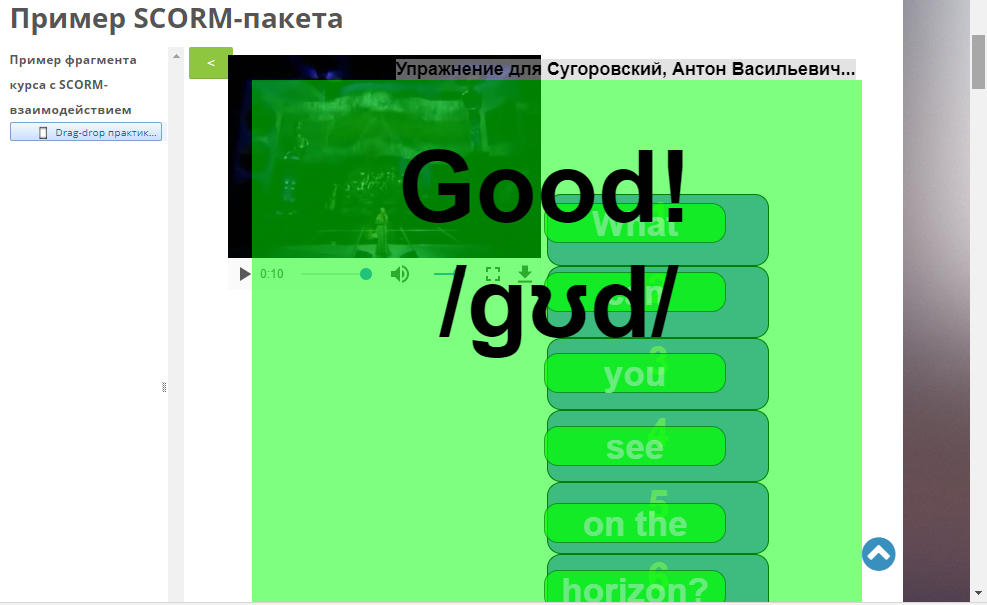 Пример SCORM-пакета
Пример фрагмента
курса с SCORM-
взаимодействием
Drag-drop практик...
<
Упражнение для Сугоровский, Антон Васильевич...
0:10
Good!
/gʊd/
What
can
3
you
4
see
5
on the
6
horizon?